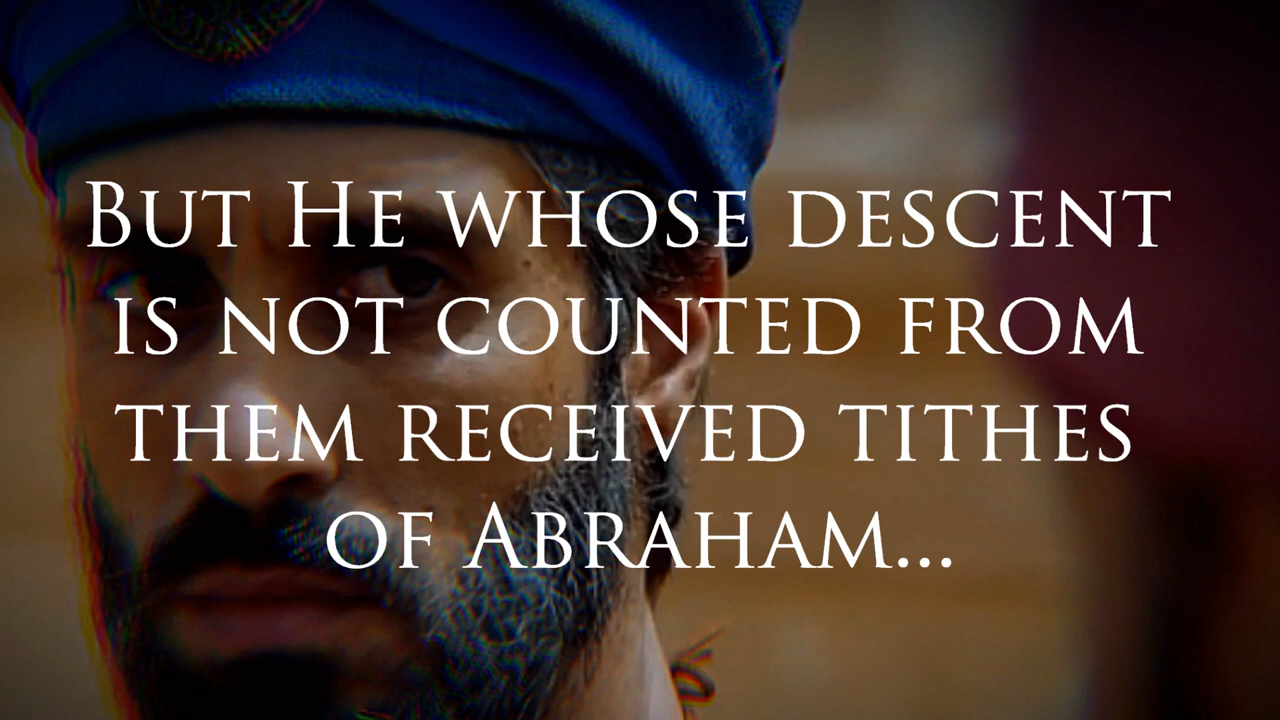 But He whose descent
is not counted from
them received tithes
of Abraham...